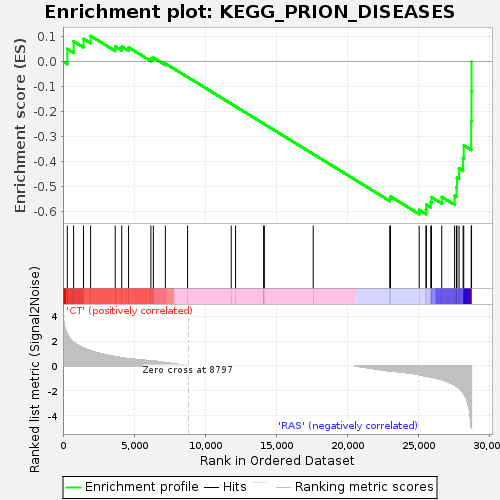 Enrichment plot: KEGG_PRION_DISEASES
Enrichment score (ES)
0.1
0.0
-0.1
-0.2
-0.3
-0.4
-0.5
-0.6
'CT' (positively correlated)
Ranked list metric (Signal2Noise)
4
2
0
-2
-4
Zero cross at 8797
'RAS' (negatively correlated)
0
5,000
10,000
15,000
20,000
25,000
30,000
Rank in Ordered Dataset
Enrichment profile
Hits
Ranking metric scores